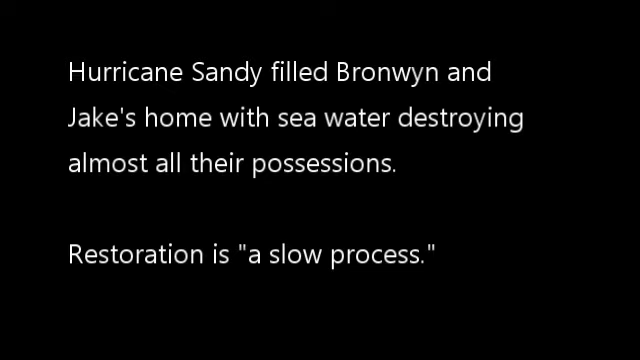 Hurricane Sandy filled Bronwyn and
Jake's home with sea water destroying
almost all their possessions.
Restoration is "a slow process."